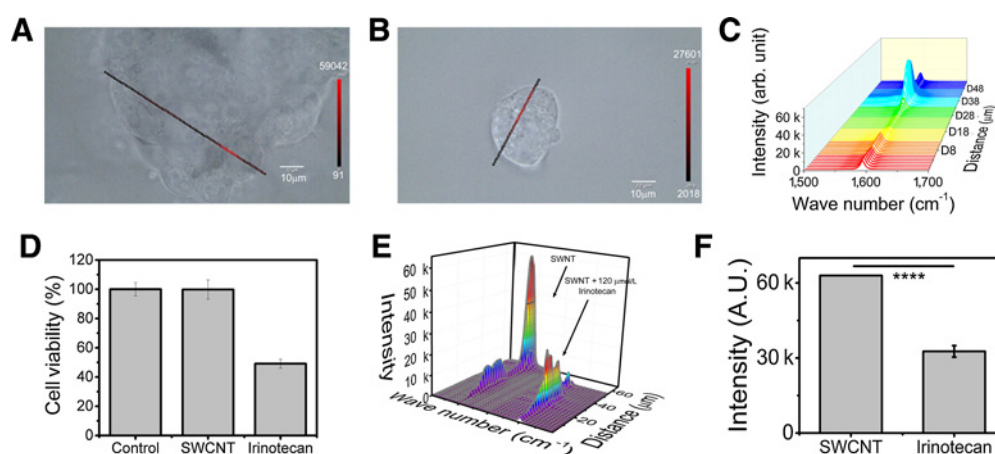 A
59042
91
10μm
B
27601
2018
10μm
C
Intensity (arb. unit)
60 k
40 k
20 k
0
1,500
1,600
1,700
Wave number (cm⁻¹)
D8
D18
D28
D38
D48
Distance (μm)
D
Cell viability (%)
120
100
80
60
40
20
0
Control
SWCNT
Irinotecan
E
Intensity
60 k
50 k
40 k
30 k
20 k
10 k
0
SWNT
SWNT + 120 μmol/L
Irinotecan
Wave number (cm⁻¹)
20
40
60
Distance (μm)
F
Intensity (A.U.)
60 k
30 k
0
****
SWCNT
Irinotecan